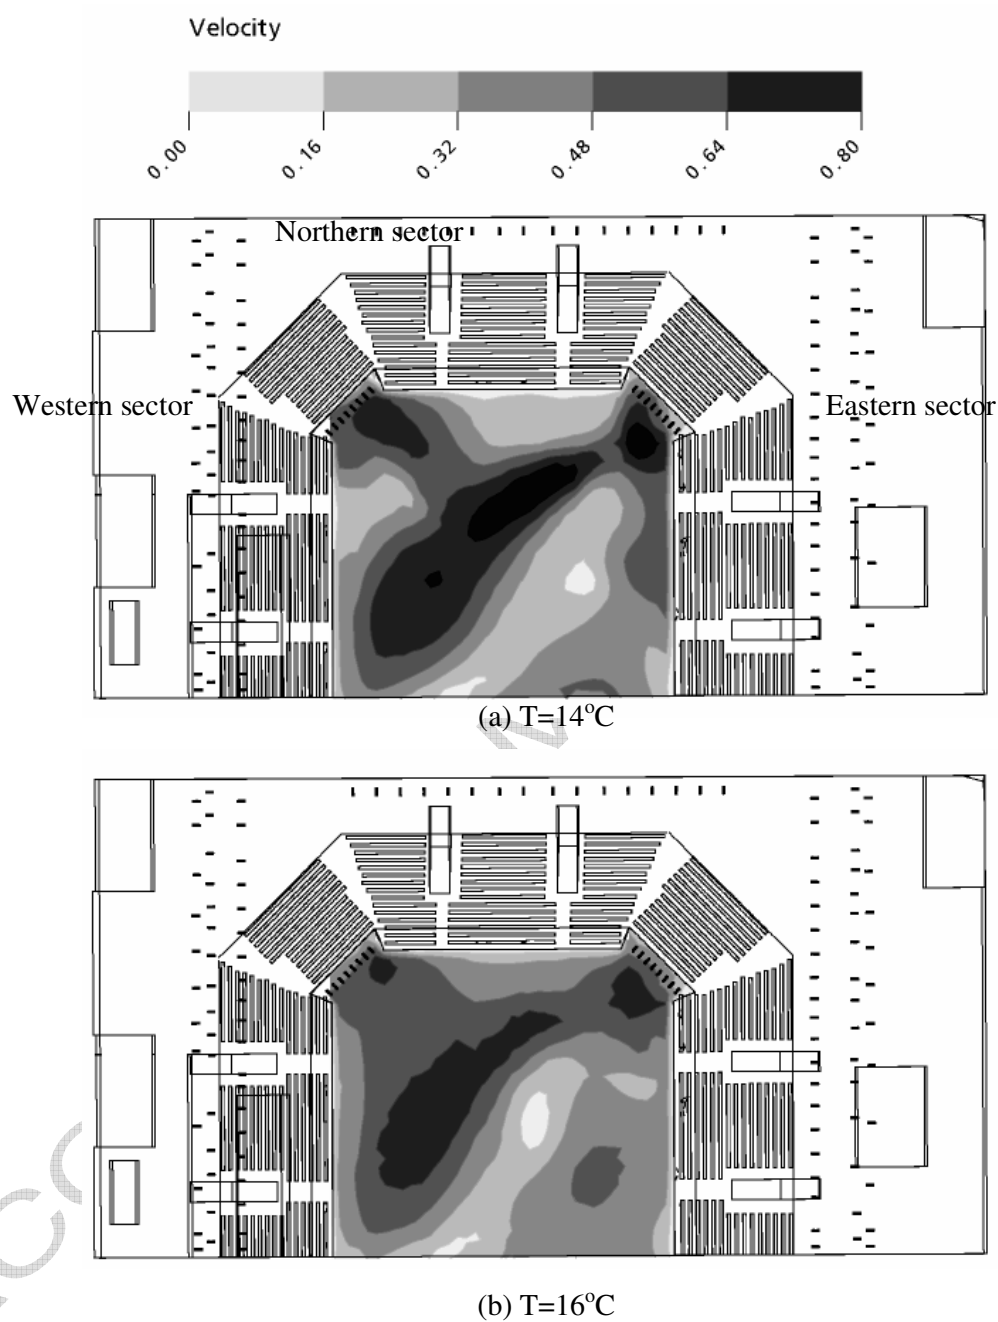 Velocity
0.00 0.16 0.32 0.48 0.64 0.80
Northern sector
Western sector Eastern sector
(a) T=14°C
(b) T=16°C